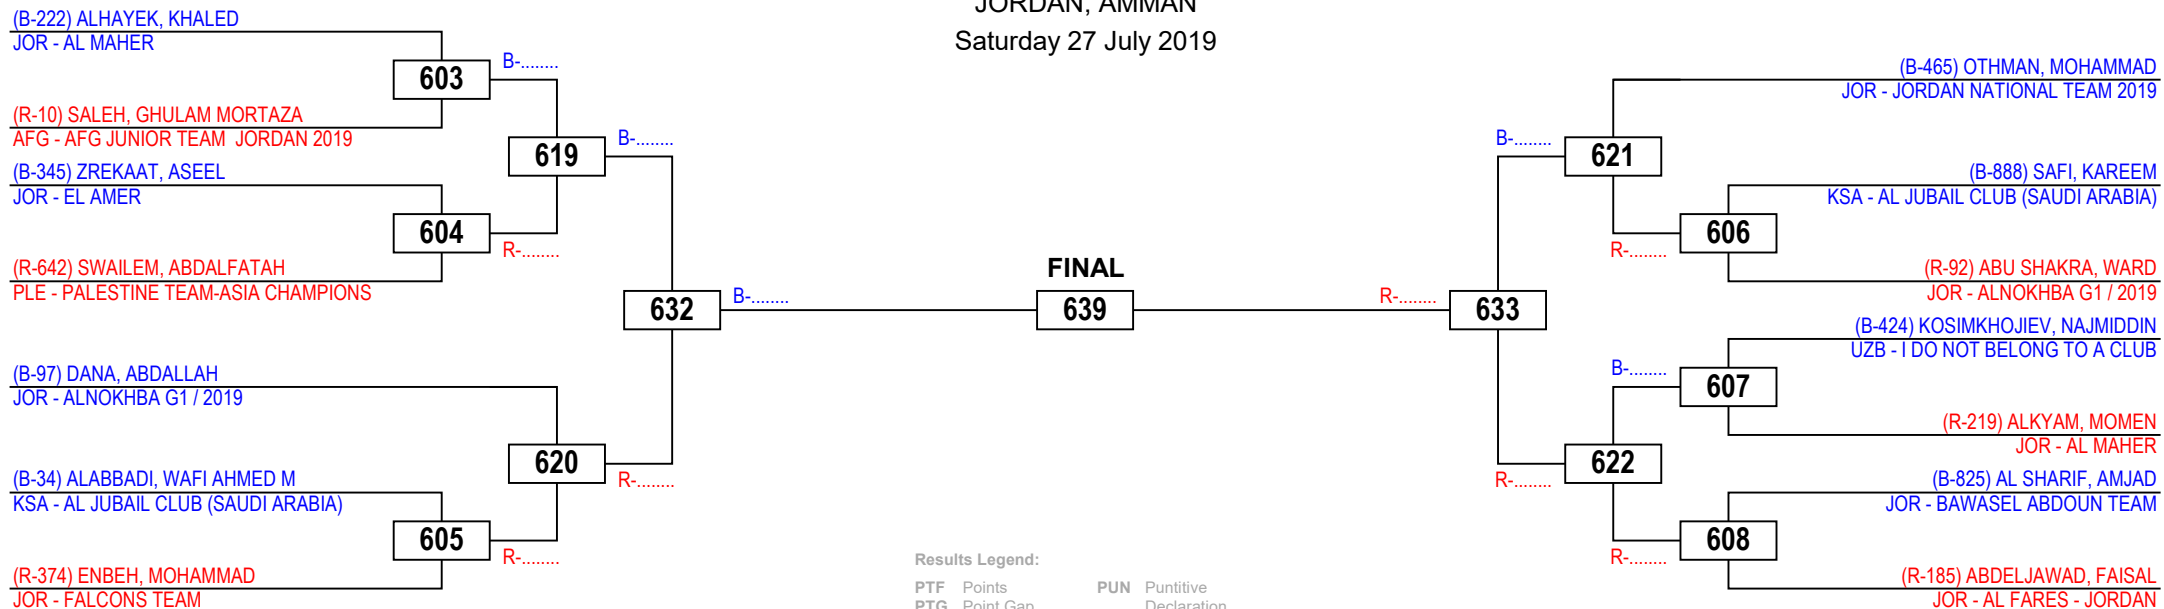 JORDAN, AMMAN
Saturday 27 July 2019
(B-222) ALHAYEK, KHALED
JOR - AL MAHER
603
B-........
(R-10) SALEH, GHULAM MORTAZA
AFG - AFG JUNIOR TEAM  JORDAN 2019
619
B-........
(B-345) ZREKAAT, ASEEL
JOR - EL AMER
604
R-........
(R-642) SWAILEM, ABDALFATAH
PLE - PALESTINE TEAM-ASIA CHAMPIONS
632
B-........
(B-97) DANA, ABDALLAH
JOR - ALNOKHBA G1 / 2019
620
R-........
(B-34) ALABBADI, WAFI AHMED M
KSA - AL JUBAIL CLUB (SAUDI ARABIA)
605
R-........
(R-374) ENBEH, MOHAMMAD
JOR - FALCONS TEAM
FINAL
639
(B-465) OTHMAN, MOHAMMAD
JOR - JORDAN NATIONAL TEAM 2019
B-........
621
(B-888) SAFI, KAREEM
KSA - AL JUBAIL CLUB (SAUDI ARABIA)
R-........
606
(R-92) ABU SHAKRA, WARD
JOR - ALNOKHBA G1 / 2019
R-........
633
(B-424) KOSIMKHOJIEV, NAJMIDDIN
UZB - I DO NOT BELONG TO A CLUB
B-........
607
(R-219) ALKYAM, MOMEN
JOR - AL MAHER
R-........
622
(B-825) AL SHARIF, AMJAD
JOR - BAWASEL ABDOUN TEAM
R-........
608
(R-185) ABDELJAWAD, FAISAL
JOR - AL FARES - JORDAN
Results Legend:
PTF Points PUN Puntitive
PTG Point Gap Declaration